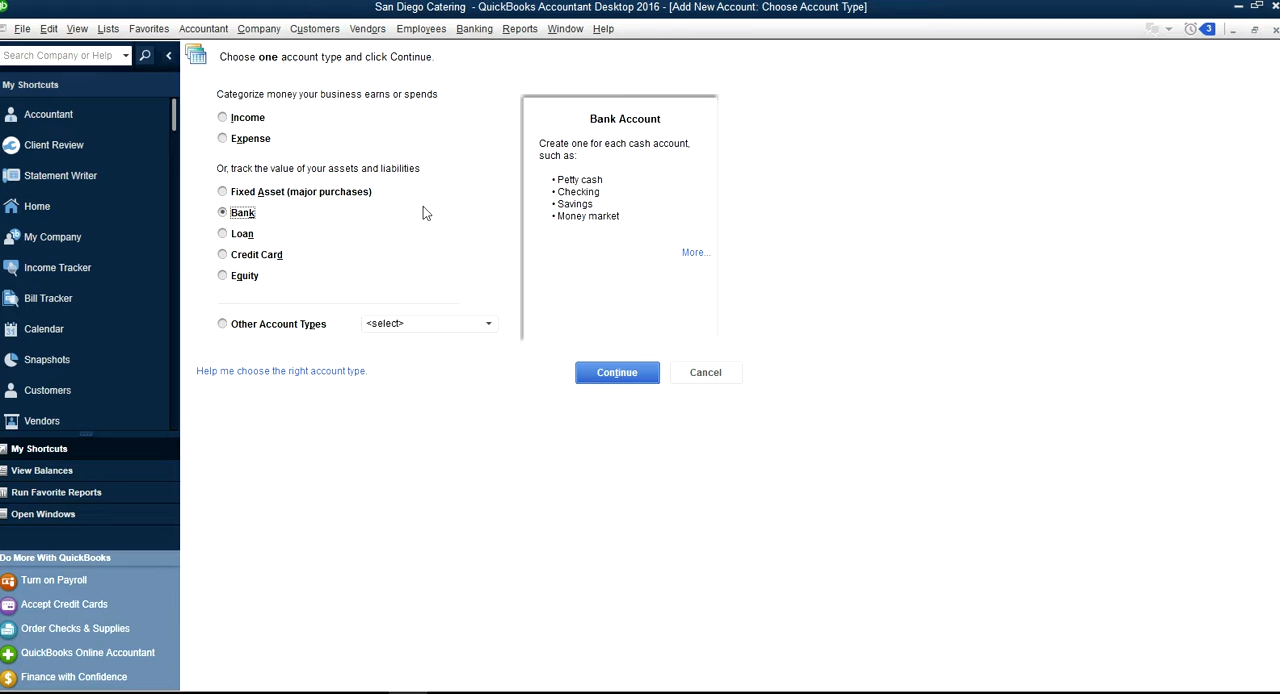 San Diego Catering - QuickBooks Accountant Desktop 2016 - [Add New Account: Choose Account Type]
File Edit View Lists Favorites Accountant Company Customers Vendors Employees Banking Reports Window Help
3
Search Company or Help
Choose one account type and click Continue.
My Shortcuts
Accountant
Client Review
Statement Writer
Home
My Company
Income Tracker
Bill Tracker
Calendar
Snapshots
Customers
Vendors
My Shortcuts
View Balances
Run Favorite Reports
Open Windows
Do More With QuickBooks
Turn on Payroll
Accept Credit Cards
Order Checks & Supplies
QuickBooks Online Accountant
Finance with Confidence
Categorize money your business earns or spends
Income
Expense
Or, track the value of your assets and liabilities
Fixed Asset (major purchases)
Bank
Loan
Credit Card
Equity
Other Account Types <select>
Bank Account
Create one for each cash account,
such as:
• Petty cash
• Checking
• Savings
• Money market
More...
Help me choose the right account type.
Continue Cancel